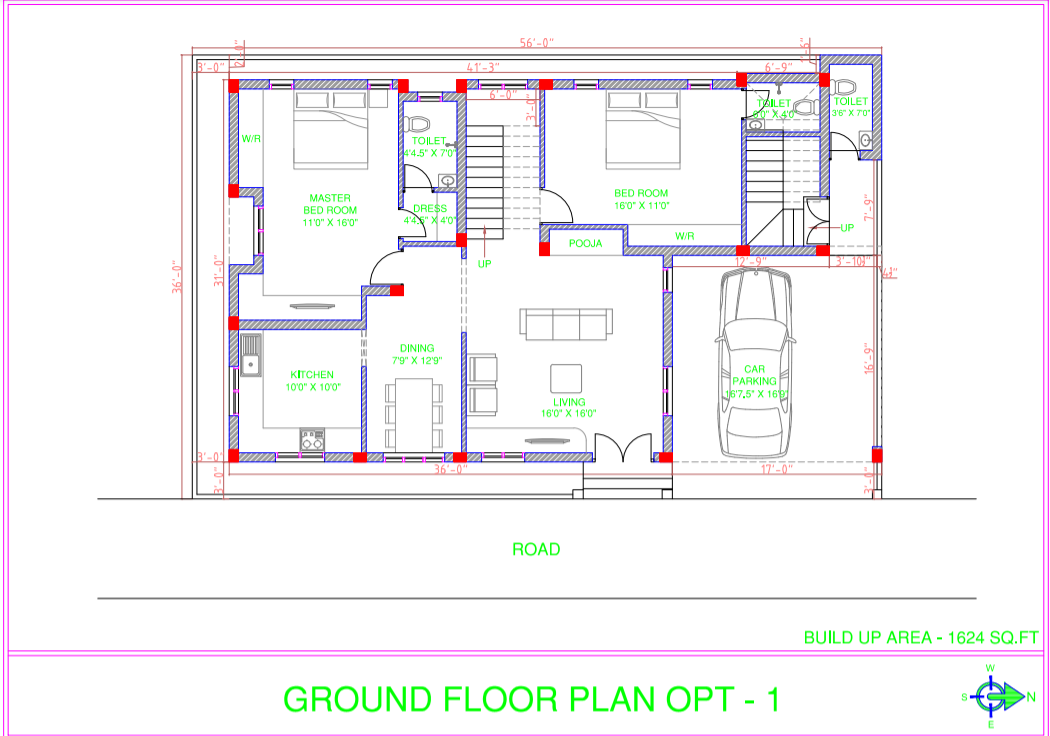 56'-0"
3'-0"
2'-0"
41'-3"
6'-9"
1'-6"
6'-0"
3'-0"
W/R
TOILET
4'4.5" X 7'0"
TOILET
TOILET
3'6" X 7'0"
MASTER
BED ROOM
11'0" X 16'0"
DRESS
4'4.5" X 4'0"
BED ROOM
16'0" X 11'0"
W/R
POOJA
UP
UP
7'-9"
12'-9"
3'-10½"
4½"
36'-0"
31'-0"
DINING
7'9" X 12'9"
KITCHEN
10'0" X 10'0"
LIVING
16'0" X 16'0"
CAR
PARKING
16'7.5" X 16'9"
16'-9"
3'-0"
36'-0"
17'-0"
3'-0"
3'-0"
ROAD
BUILD UP AREA - 1624 SQ.FT
GROUND FLOOR PLAN OPT - 1
W
S
N
E